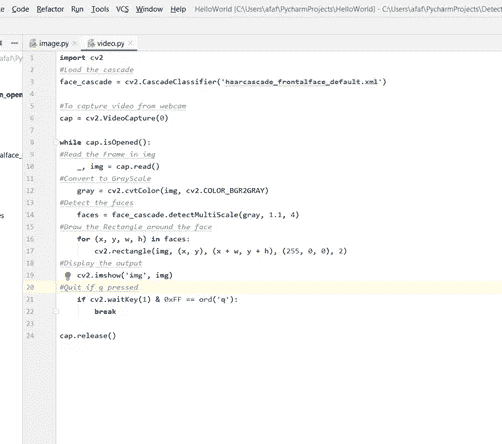 Code Refactor Run Tools VCS Window Help HelloWorld [C:\Users\afaf\PycharmProjects\HelloWorld] - C:\Users\afaf\PycharmProjects\Detect
image.py video.py
1 import cv2
2 #Load the cascade
3 face_cascade = cv2.CascadeClassifier('haarcascade_frontalface_default.xml')
4
5 #To capture video from webcam
6 cap = cv2.VideoCapture(0)
7
8 while cap.isOpened():
9 #Read the Frame in img
10 _, img = cap.read()
11 #Convert to GrayScale
12 gray = cv2.cvtColor(img, cv2.COLOR_BGR2GRAY)
13 #Detect the faces
14 faces = face_cascade.detectMultiScale(gray, 1.1, 4)
15 #Draw the Rectangle around the face
16 for (x, y, w, h) in faces:
17 cv2.rectangle(img, (x, y), (x + w, y + h), (255, 0, 0), 2)
18 #Display the output
19 cv2.imshow('img', img)
20 #Quit if q pressed
21 if cv2.waitKey(1) & 0xFF == ord('q'):
22 break
23
24 cap.release()